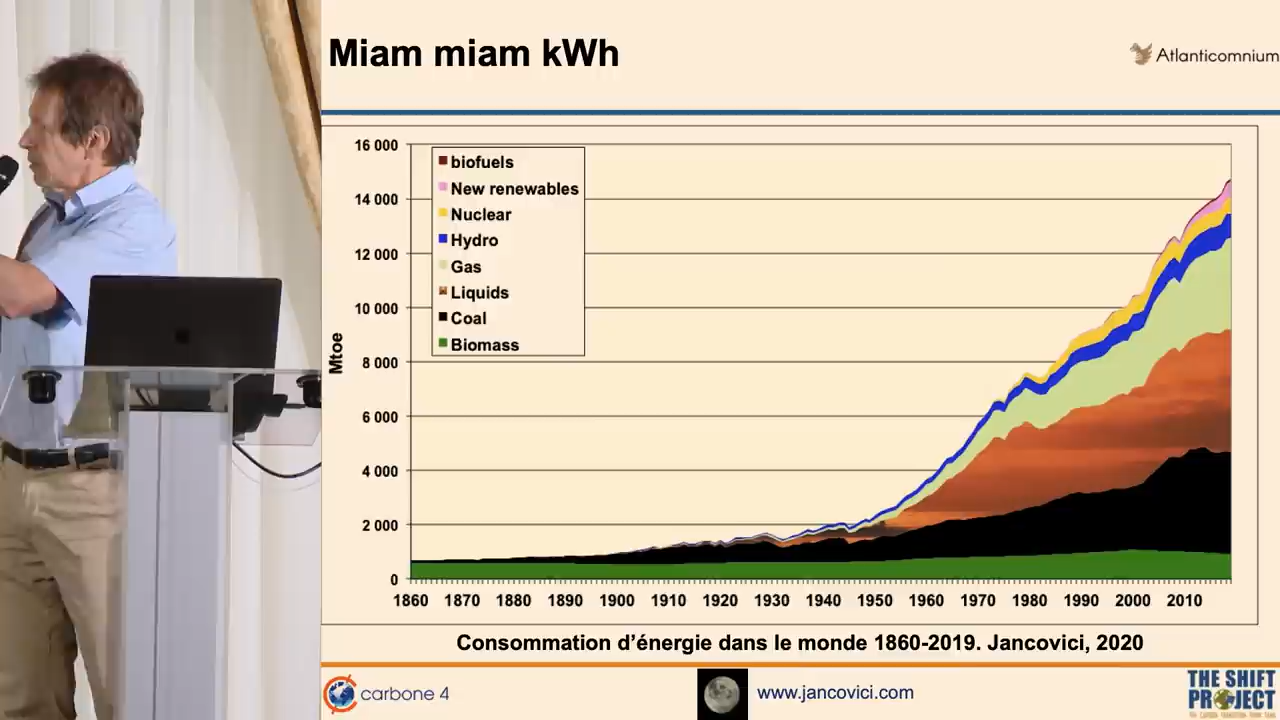 Miam miam kWh
Atlanticomnium
16 000
14 000
12 000
10 000
8 000
6 000
4 000
2 000
0
Mtoe
biofuels
New renewables
Nuclear
Hydro
Gas
Liquids
Coal
Biomass
1860 1870 1880 1890 1900 1910 1920 1930 1940 1950 1960 1970 1980 1990 2000 2010
Consommation d’énergie dans le monde 1860-2019. Jancovici, 2020
carbone 4
www.jancovici.com
THE SHIFT
PROJECT